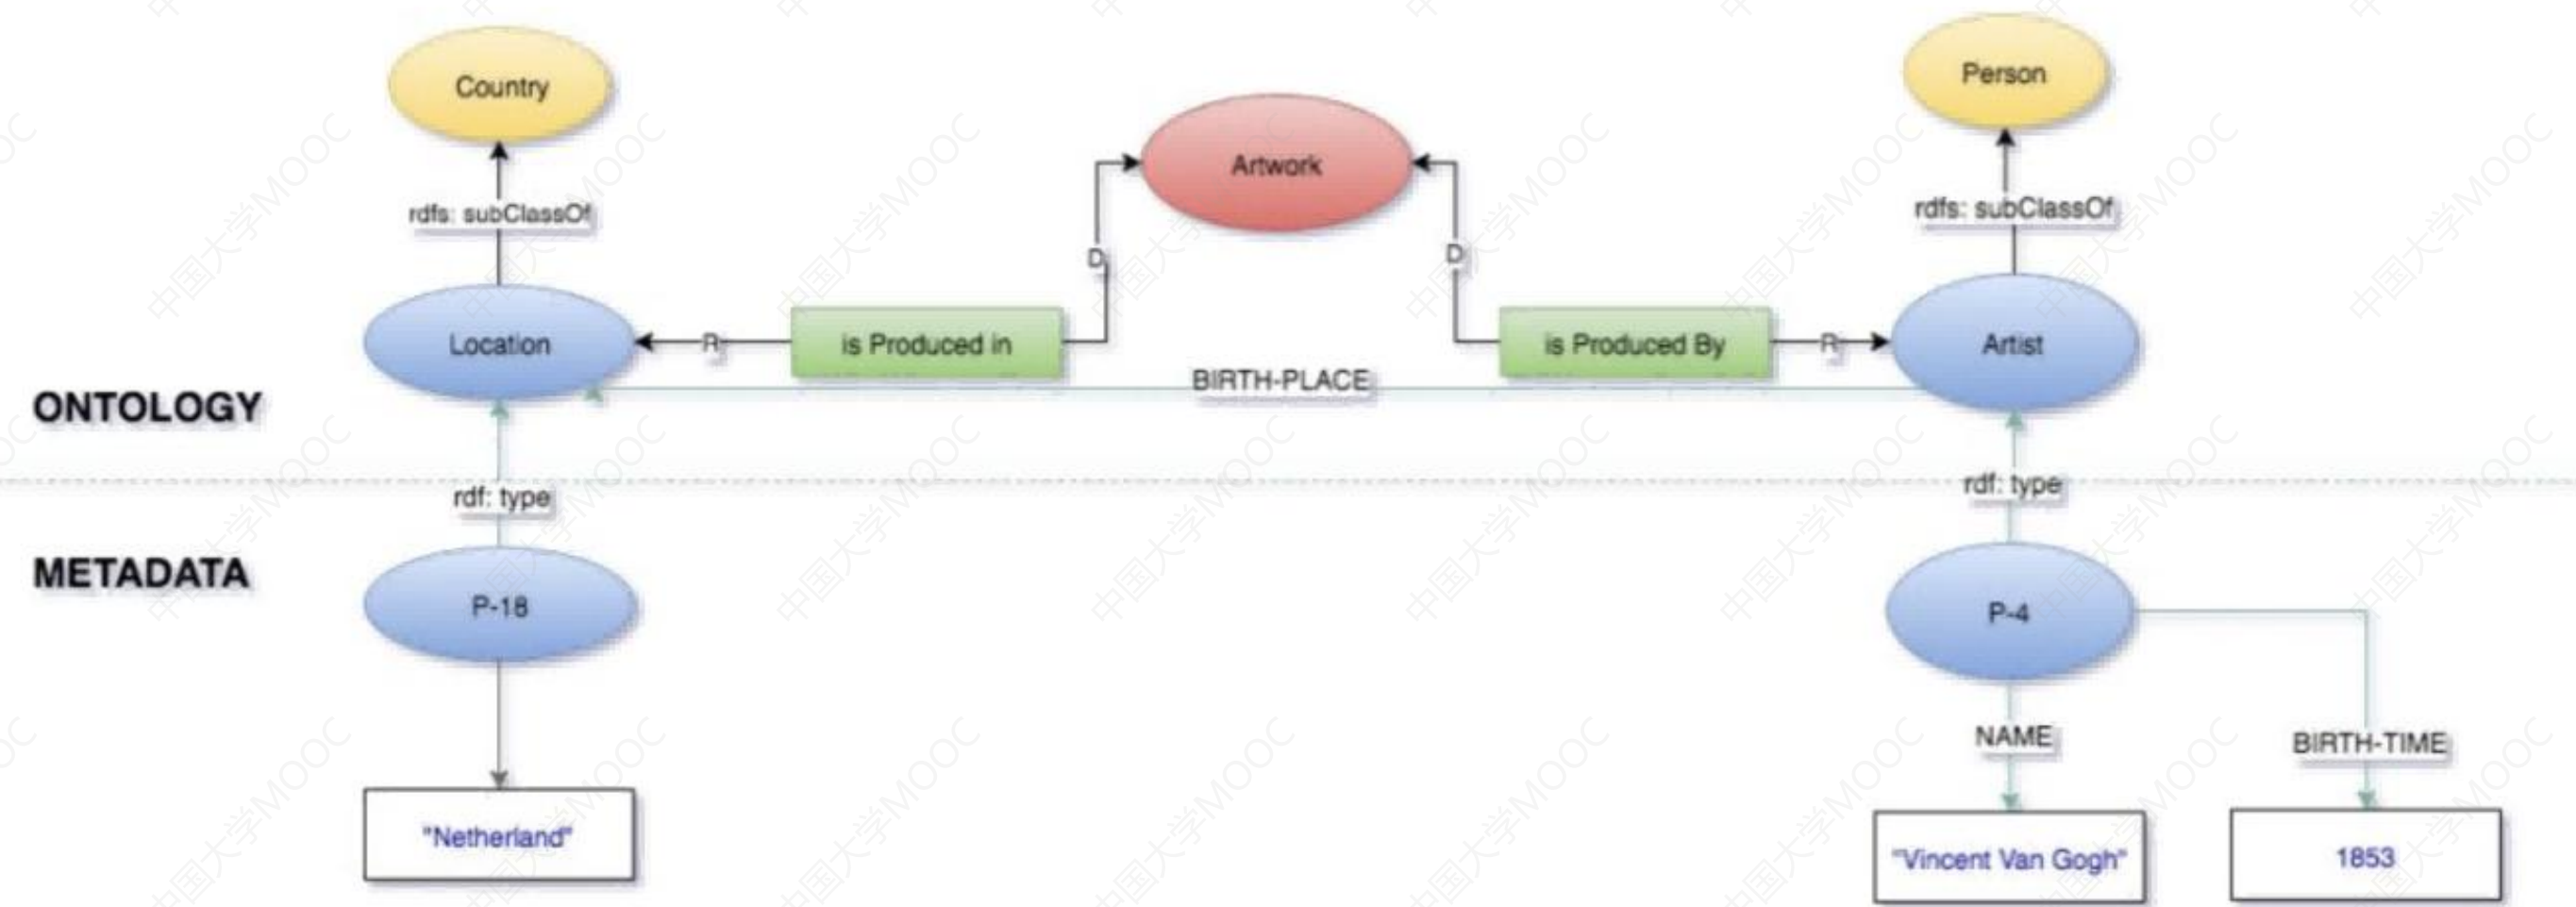 Country
Person
Artwork
rdfs: subClassOf
rdfs: subClassOf
D
D
Location
R
is Produced in
is Produced By
R
Artist
BIRTH-PLACE
ONTOLOGY
rdf: type
rdf: type
METADATA
P-18
P-4
NAME
BIRTH-TIME
"Netherland"
"Vincent Van Gogh"
1853
中国大学MOOC